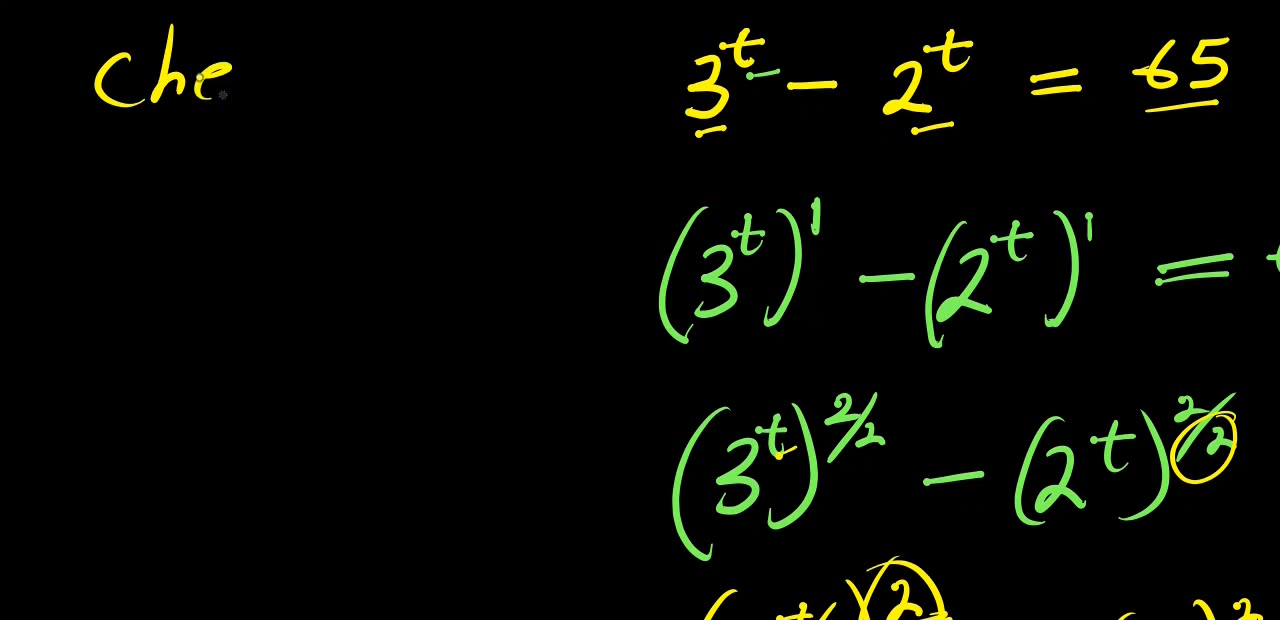 Che
3^t - 2^t = 65
(3^t)^1 - (2^t)^1 =
(3^t)^2/2 - (2^t)^2/2